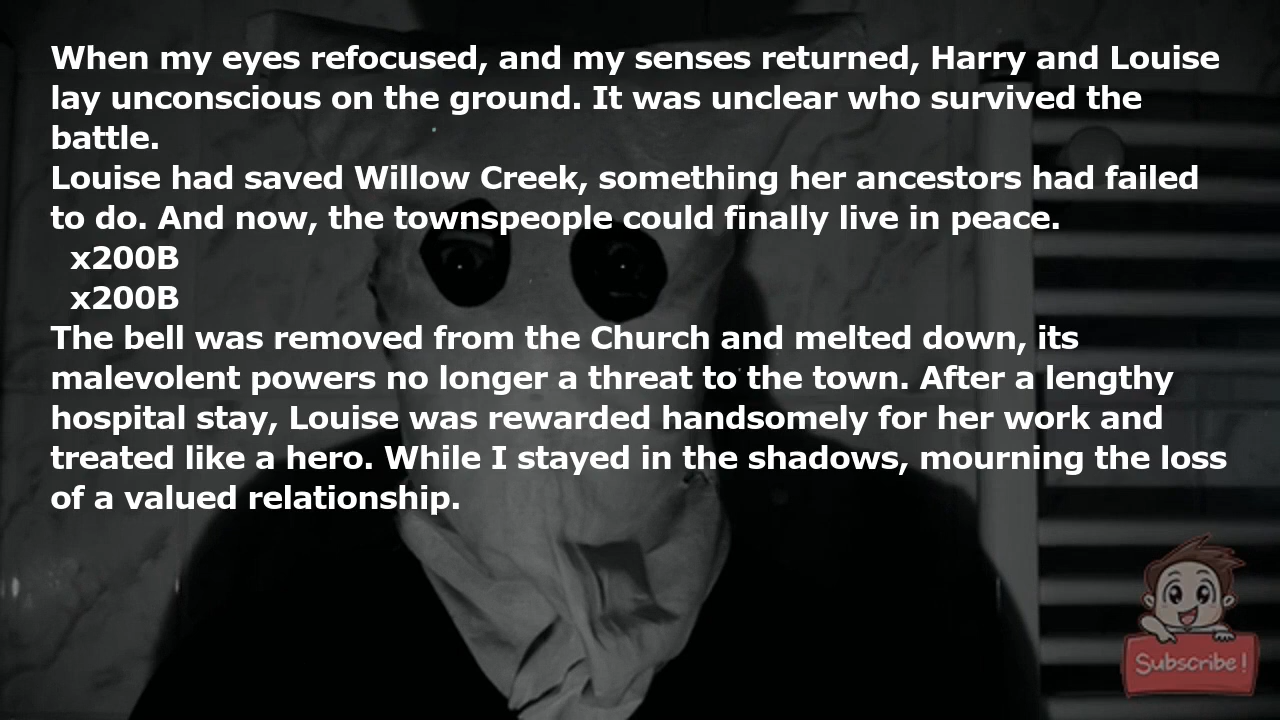 When my eyes refocused, and my senses returned, Harry and Louise
lay unconscious on the ground. It was unclear who survived the
battle.
Louise had saved Willow Creek, something her ancestors had failed
to do. And now, the townspeople could finally live in peace.
x200B
x200B
The bell was removed from the Church and melted down, its
malevolent powers no longer a threat to the town. After a lengthy
hospital stay, Louise was rewarded handsomely for her work and
treated like a hero. While I stayed in the shadows, mourning the loss
of a valued relationship.
Subscribe!